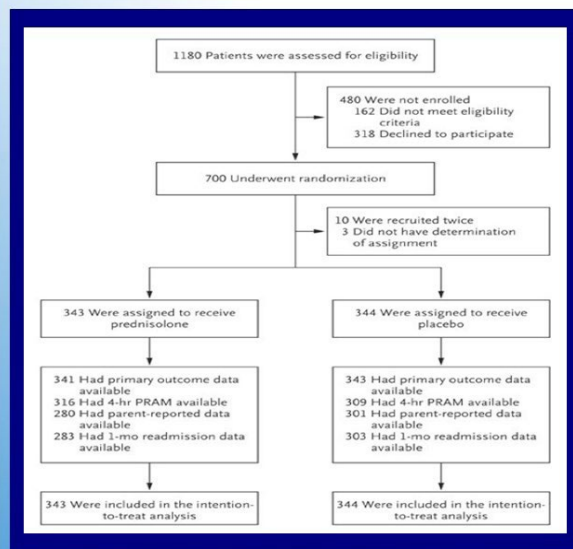 1180 Patients were assessed for eligibility
480 Were not enrolled
162 Did not meet eligibility
criteria
318 Declined to participate
700 Underwent randomization
10 Were recruited twice
3 Did not have determination
of assignment
343 Were assigned to receive
prednisolone
344 Were assigned to receive
placebo
341 Had primary outcome data
available
316 Had 4-hr PRAM available
280 Had parent-reported data
available
283 Had 1-mo readmission data
available
343 Had primary outcome data
available
309 Had 4-hr PRAM available
301 Had parent-reported data
available
303 Had 1-mo readmission data
available
343 Were included in the intention-
to-treat analysis
344 Were included in the intention-
to-treat analysis